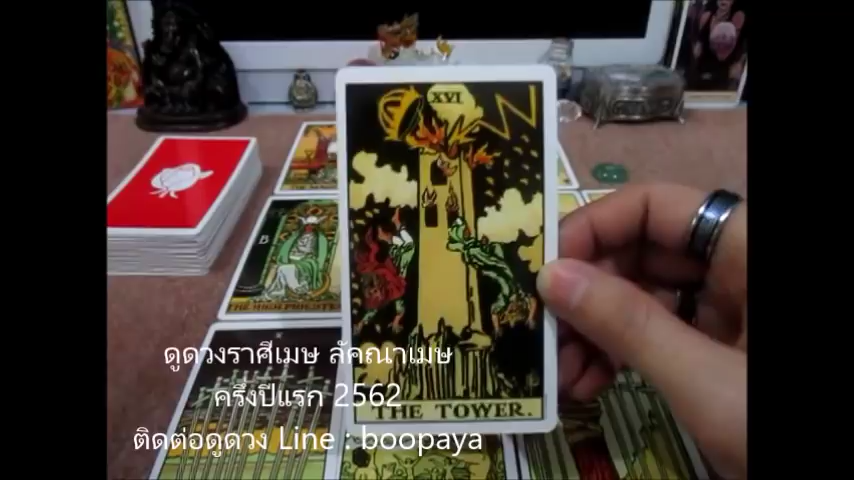 XVI
THE TOWER.
THE HIGH PRIESTE
ดูดวงราศีเมษ ลัคณาเมษ
ครึ่งปีแรก 2562
ติดต่อดูดวง Line : boopaya